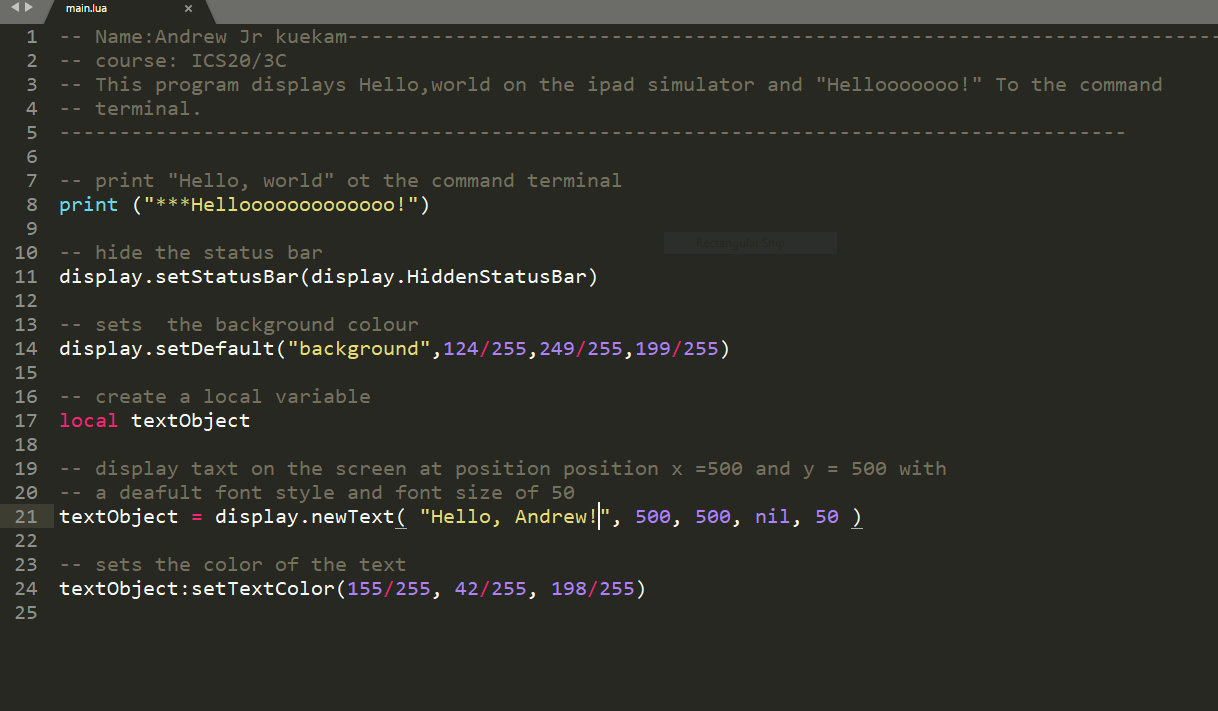 main.lua ×
1 -- Name:Andrew Jr kuekam-------------------------------------------------------------------------
2 -- course: ICS20/3C
3 -- This program displays Hello,world on the ipad simulator and "Hellooooooo!" To the command
4 -- terminal.
5 -----------------------------------------------------------------------------------------
6
7 -- print "Hello, world" ot the command terminal
8 print ("***Hellooooooooooooo!")
9
10 -- hide the status bar
11 display.setStatusBar(display.HiddenStatusBar)
12
13 -- sets  the background colour
14 display.setDefault("background",124/255,249/255,199/255)
15
16 -- create a local variable
17 local textObject
18
19 -- display taxt on the screen at position position x =500 and y = 500 with
20 -- a deafult font style and font size of 50
21 textObject = display.newText( "Hello, Andrew!", 500, 500, nil, 50 )
22
23 -- sets the color of the text
24 textObject:setTextColor(155/255, 42/255, 198/255)
25
Rectangular Snip